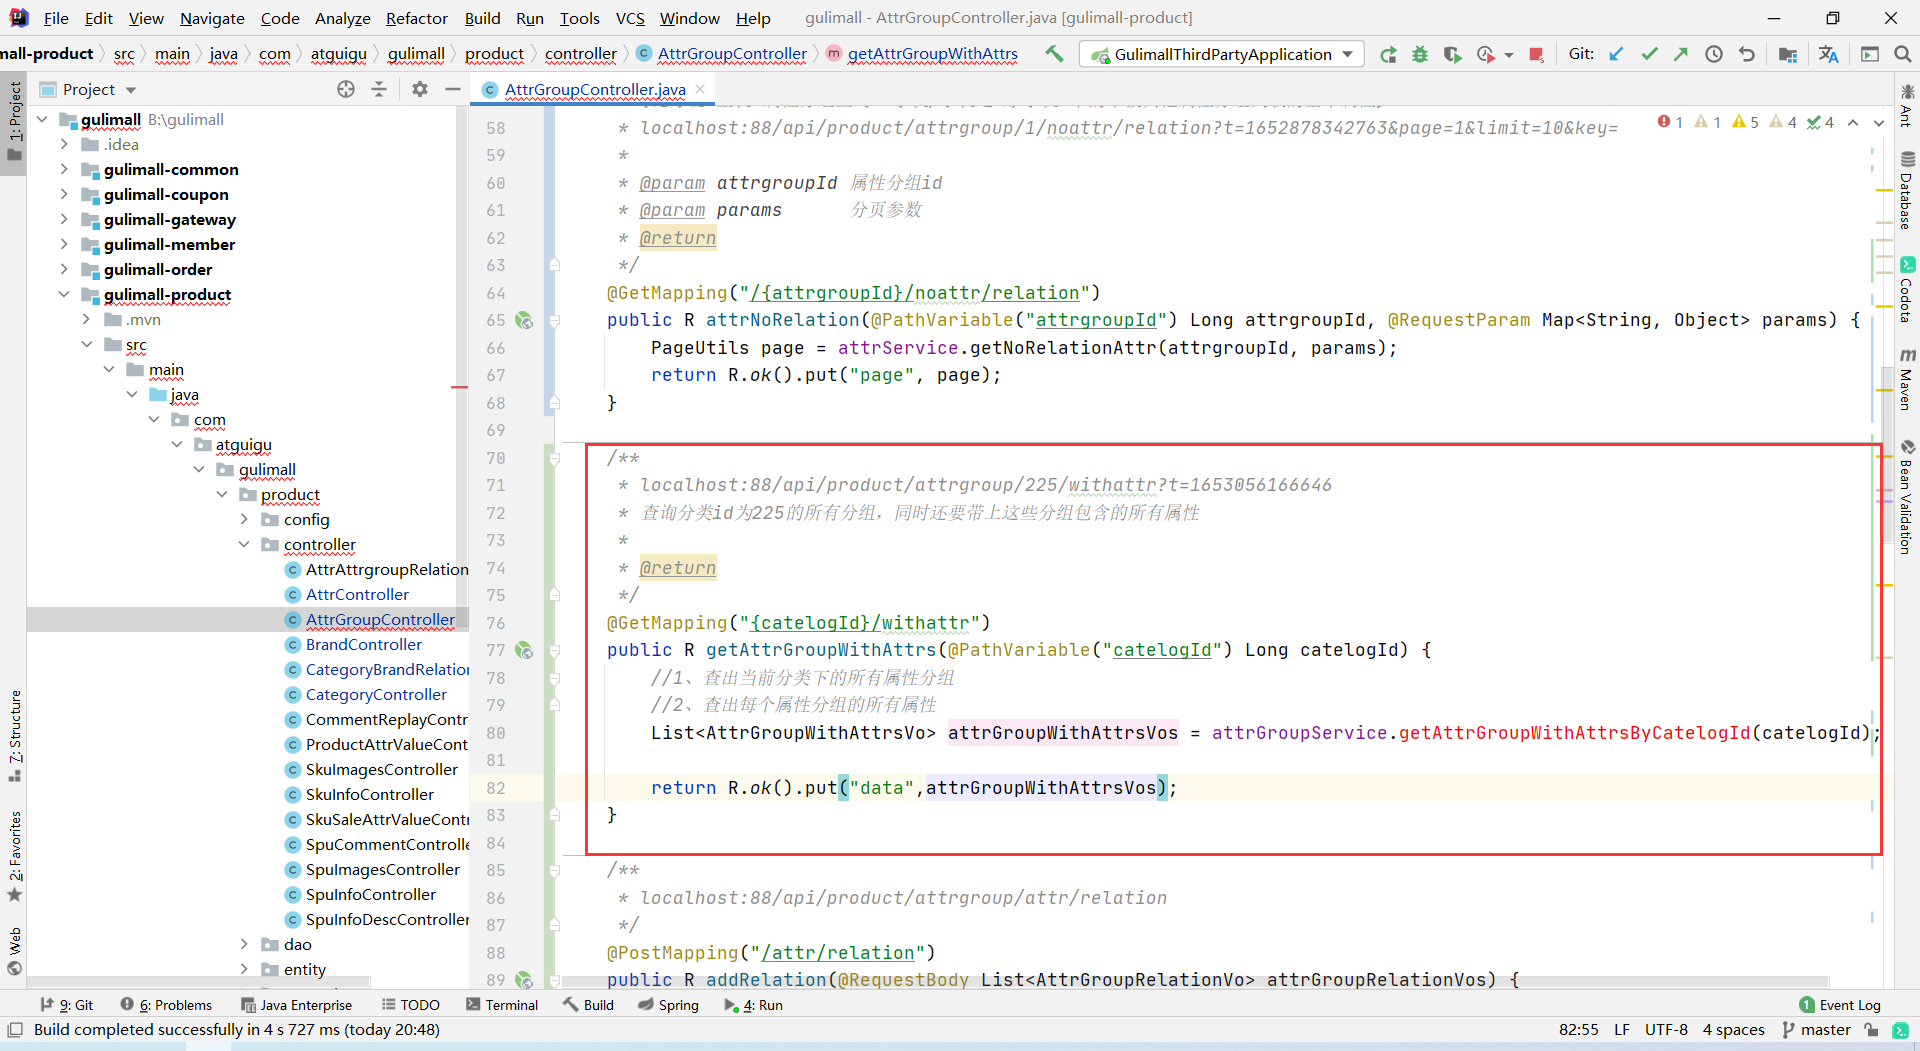 File Edit View Navigate Code Analyze Refactor Build Run Tools VCS Window Help gulimall - AttrGroupController.java [gulimall-product]
mall-product src main java com atguigu gulimall product controller AttrGroupController getAttrGroupWithAttrs GulimallThirdPartyApplication Git:
Project
AttrGroupController.java
1: Project
7: Structure
2: Favorites
Web
gulimall B:\gulimall
.idea
gulimall-common
gulimall-coupon
gulimall-gateway
gulimall-member
gulimall-order
gulimall-product
.mvn
src
main
java
com
atguigu
gulimall
product
config
controller
AttrAttrgroupRelation
AttrController
AttrGroupController
BrandController
CategoryBrandRelation
CategoryController
CommentReplayContr
ProductAttrValueCont
SkuImagesController
SkuInfoController
SkuSaleAttrValueContr
SpuCommentControlle
SpuImagesController
SpuInfoController
SpuInfoDescController
dao
entity
58 * localhost:88/api/product/attrgroup/1/noattr/relation?t=1652878342763&page=1&limit=10&key=
1 1 5 4 4
59 *
60 * @param attrgroupId 属性分组id
61 * @param params 分页参数
62 * @return
63 */
64 @GetMapping("/{attrgroupId}/noattr/relation")
65 public R attrNoRelation(@PathVariable("attrgroupId") Long attrgroupId, @RequestParam Map<String, Object> params) {
66 PageUtils page = attrService.getNoRelationAttr(attrgroupId, params);
67 return R.ok().put("page", page);
68 }
69
70 /**
71 * localhost:88/api/product/attrgroup/225/withattr?t=1653056166646
72 * 查询分类id为225的所有分组，同时还要带上这些分组包含的所有属性
73 *
74 * @return
75 */
76 @GetMapping("{catelogId}/withattr")
77 public R getAttrGroupWithAttrs(@PathVariable("catelogId") Long catelogId) {
78 //1、查出当前分类下的所有属性分组
79 //2、查出每个属性分组的所有属性
80 List<AttrGroupWithAttrsVo> attrGroupWithAttrsVos = attrGroupService.getAttrGroupWithAttrsByCatelogId(catelogId);
81
82 return R.ok().put("data",attrGroupWithAttrsVos);
83 }
84
85 /**
86 * localhost:88/api/product/attrgroup/attr/relation
87 */
88 @PostMapping("/attr/relation")
89 public R addRelation(@RequestBody List<AttrGroupRelationVo> attrGroupRelationVos) {
Ant
Database
Codota
Maven
Bean Validation
9: Git 6: Problems Java Enterprise TODO Terminal Build Spring 4: Run 1 Event Log
Build completed successfully in 4 s 727 ms (today 20:48) 82:55 LF UTF-8 4 spaces master